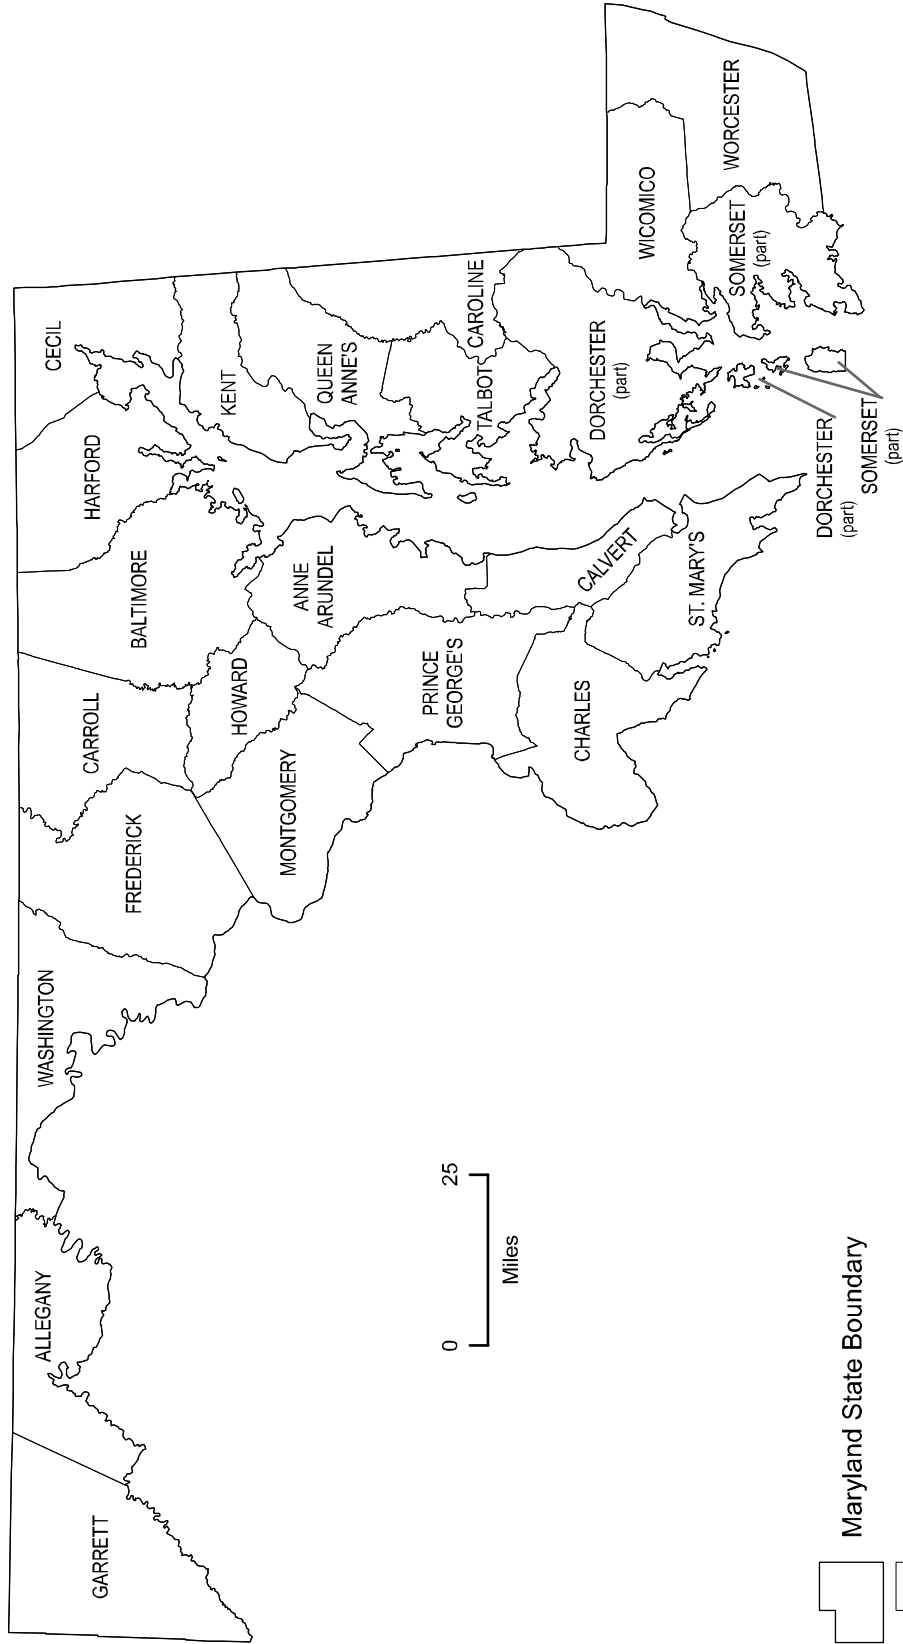 GARRETT
ALLEGANY
WASHINGTON
FREDERICK
CARROLL
BALTIMORE
HARFORD
CECIL
MONTGOMERY
HOWARD
ANNE
ARUNDEL
KENT
QUEEN
ANNE'S
PRINCE
GEORGE'S
TALBOT
CAROLINE
CHARLES
CALVERT
ST. MARY'S
DORCHESTER
(part)
WICOMICO
SOMERSET
(part)
WORCESTER
DORCHESTER
(part)
SOMERSET
(part)
0 25
Miles
Maryland State Boundary